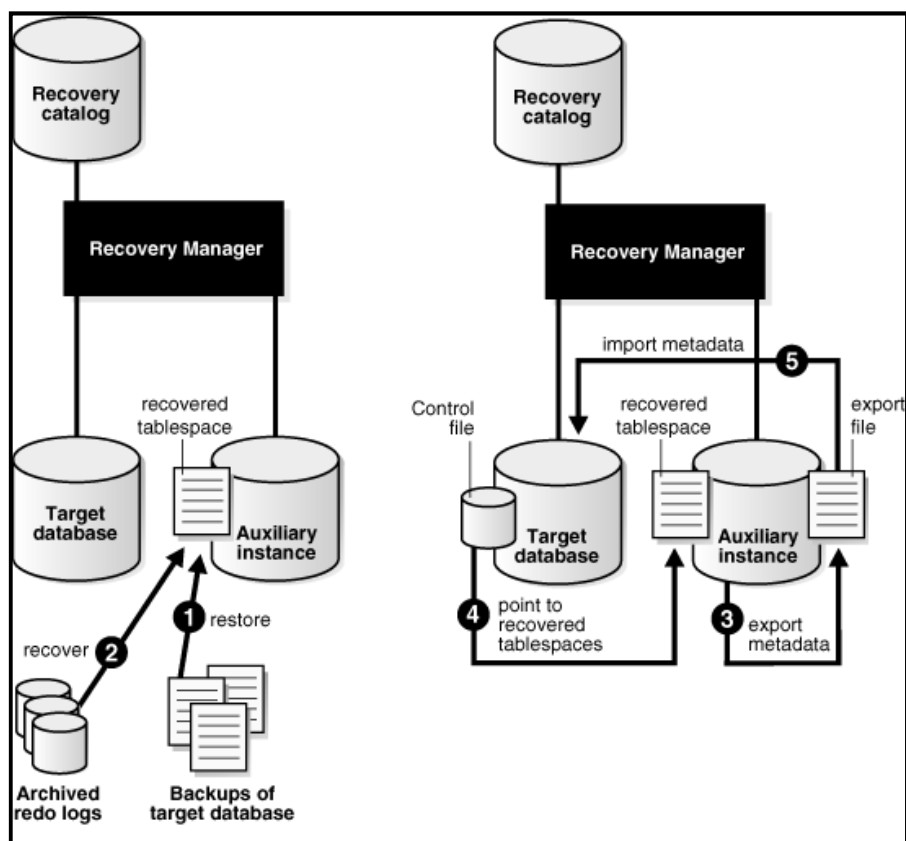 Recovery
catalog
Recovery Manager
recovered
tablespace
Target
database
Auxiliary
instance
1
restore
recover
2
Archived
redo logs
Backups of
target database
Recovery
catalog
Recovery Manager
import metadata
5
Control
file
recovered
tablespace
export
file
Target
database
Auxiliary
instance
4
point to
recovered
tablespaces
3
export
metadata